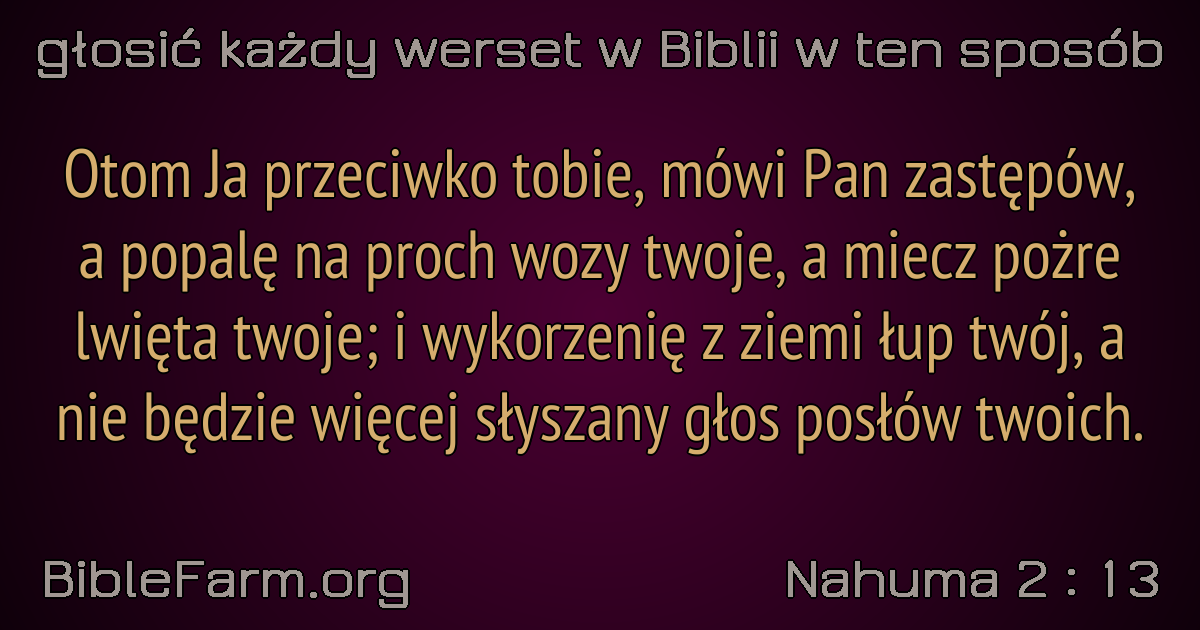 głosić każdy werset w Biblii w ten sposób
Otom Ja przeciwko tobie, mówi Pan zastępów,
a popalę na proch wozy twoje, a miecz pożre
lwięta twoje; i wykorzenię z ziemi łup twój, a
nie będzie więcej słyszany głos posłów twoich.
BibleFarm.org
Nahuma 2 : 13